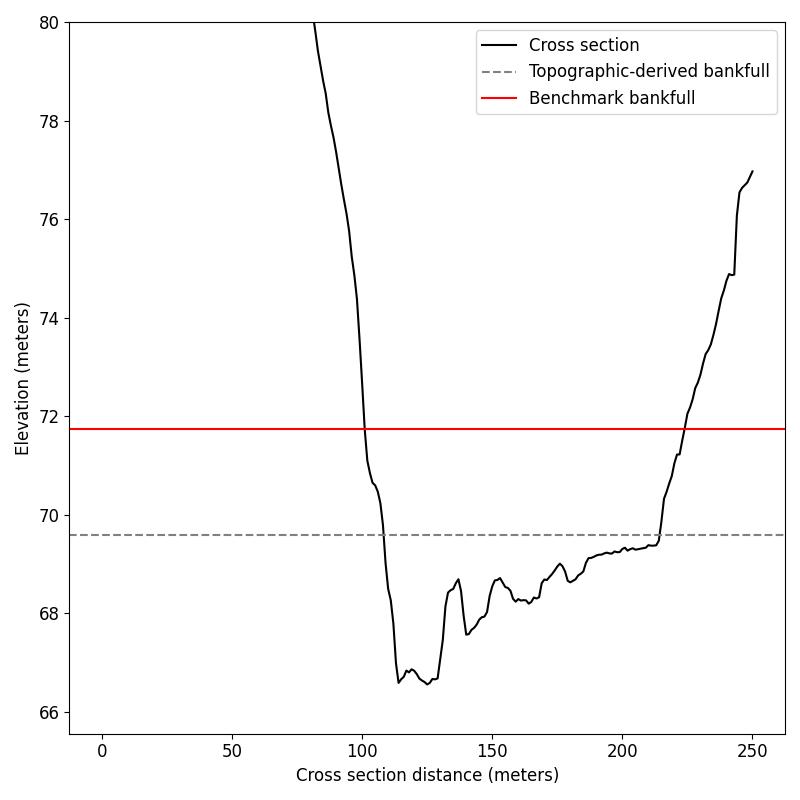 80
78
76
74
72
70
68
66
Elevation (meters)
Cross section
Topographic-derived bankfull
Benchmark bankfull
0 50 100 150 200 250
Cross section distance (meters)